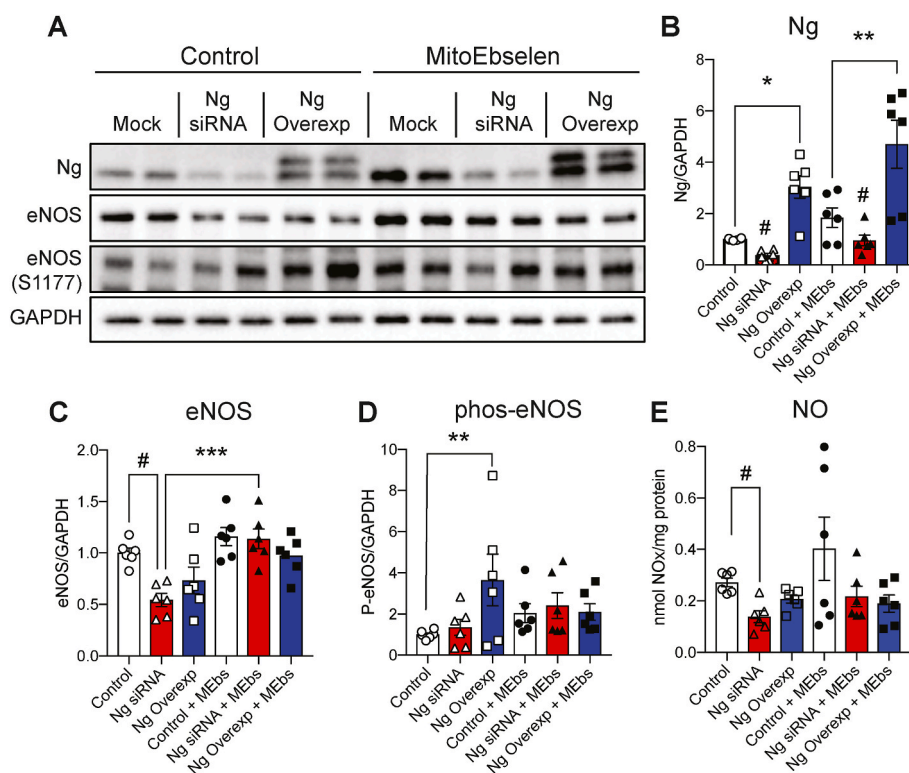 A
Control MitoEbselen
Mock Ng siRNA Ng Overexp Mock Ng siRNA Ng Overexp
Ng
eNOS
eNOS
(S1177)
GAPDH
B
Ng
**
*
# #
Ng/GAPDH
8
6
4
2
0
Control
Ng siRNA
Ng Overexp
Control + MEbs
Ng siRNA + MEbs
Ng Overexp + MEbs
C
eNOS
# ***
eNOS/GAPDH
2.0
1.5
1.0
0.5
0.0
Control
Ng siRNA
Ng Overexp
Control + MEbs
Ng siRNA + MEbs
Ng Overexp + MEbs
D
phos-eNOS
**
P-eNOS/GAPDH
10
8
6
4
2
0
Control
Ng siRNA
Ng Overexp
Control + MEbs
Ng siRNA + MEbs
Ng Overexp + MEbs
E
NO
#
nmol NOx/mg protein
0.8
0.6
0.4
0.2
0.0
Control
Ng siRNA
Ng Overexp
Control + MEbs
Ng siRNA + MEbs
Ng Overexp + MEbs